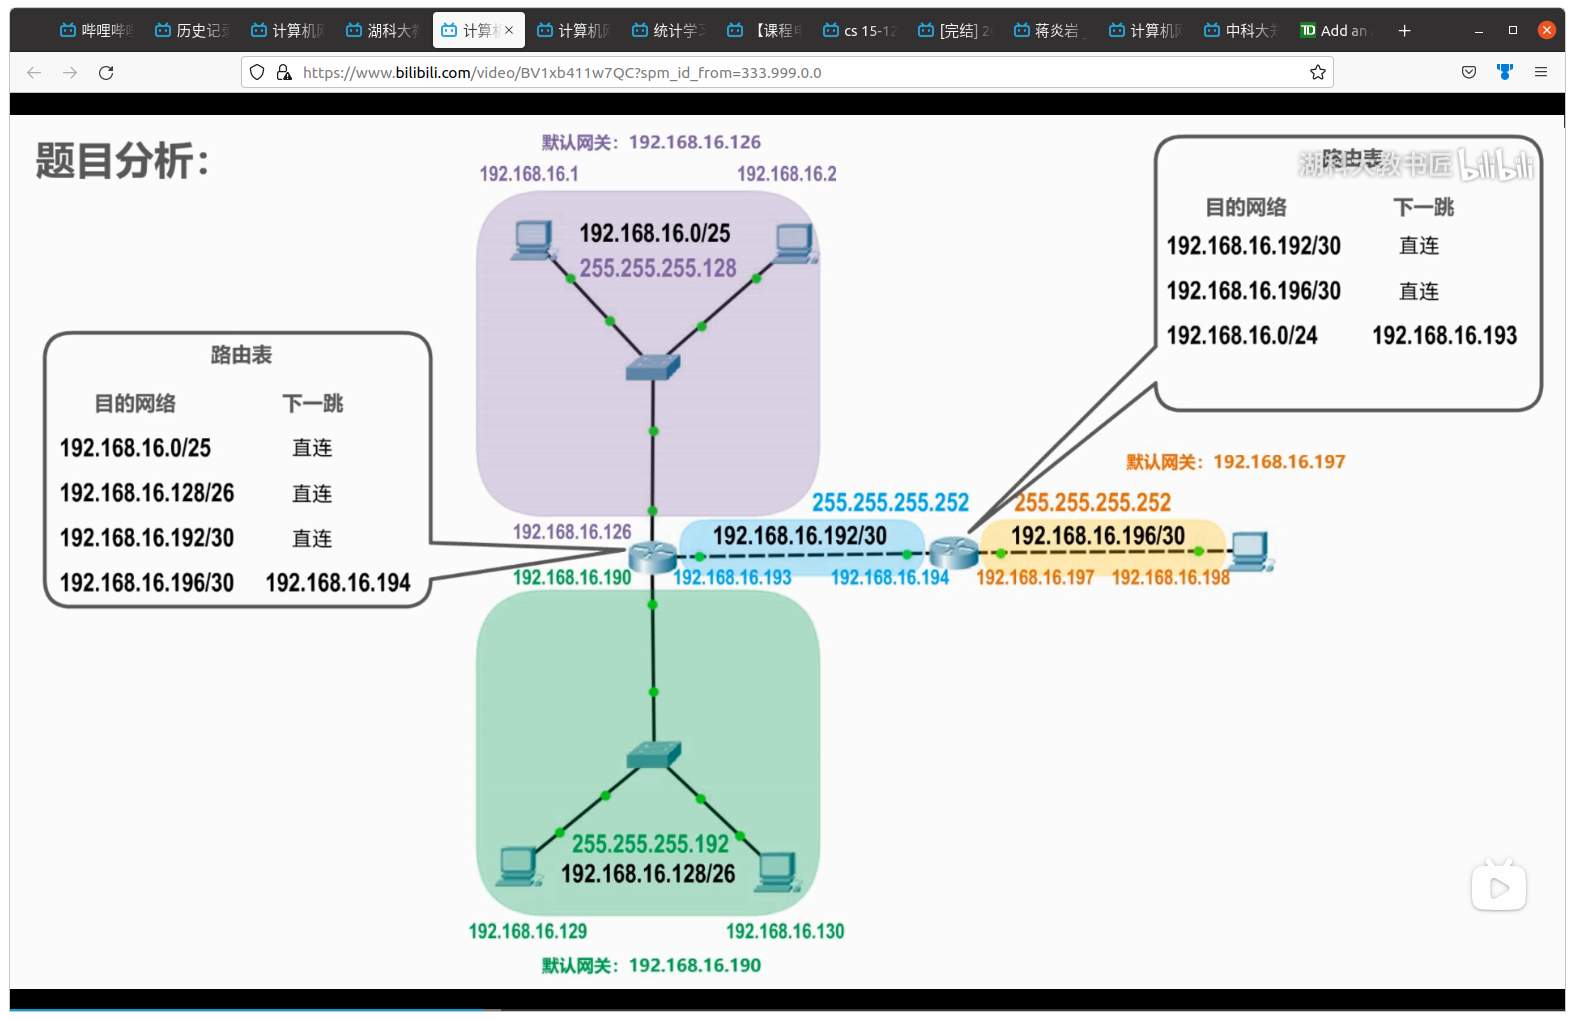 哔哩哔哩
历史记录
计算机网
湖科大教
计算机
计算机网
统计学习
【课程
cs 15-12
[完结] 2
蒋炎岩
计算机网
中科大
Add an
https://www.bilibili.com/video/BV1xb411w7QC?spm_id_from=333.999.0.0
题目分析：
默认网关：192.168.16.126
192.168.16.1
192.168.16.2
192.168.16.0/25
255.255.255.128
路由表
湖科大教书匠 bilibili
目的网络 下一跳
192.168.16.192/30 直连
192.168.16.196/30 直连
192.168.16.0/24 192.168.16.193
路由表
目的网络 下一跳
192.168.16.0/25 直连
192.168.16.128/26 直连
192.168.16.192/30 直连
192.168.16.196/30 192.168.16.194
默认网关：192.168.16.197
255.255.255.252
255.255.255.252
192.168.16.126
192.168.16.192/30
192.168.16.196/30
192.168.16.190
192.168.16.193
192.168.16.194
192.168.16.197
192.168.16.198
255.255.255.192
192.168.16.128/26
192.168.16.129
192.168.16.130
默认网关：192.168.16.190